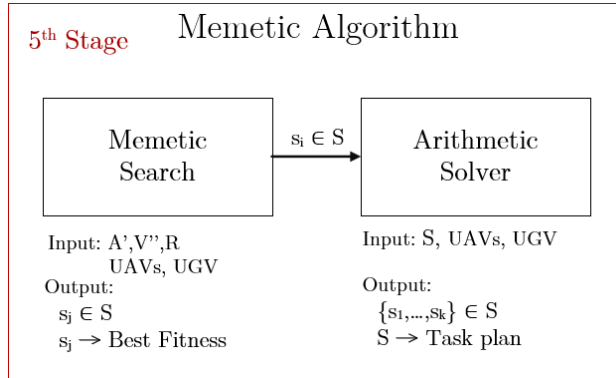 5th Stage
Memetic Algorithm
Memetic
Search
sᵢ ∈ S
Arithmetic
Solver
Input: A',V'',R
UAVs, UGV
Output:
sⱼ ∈ S
sⱼ → Best Fitness
Input: S, UAVs, UGV
Output:
{s₁,...,sₖ} ∈ S
S → Task plan